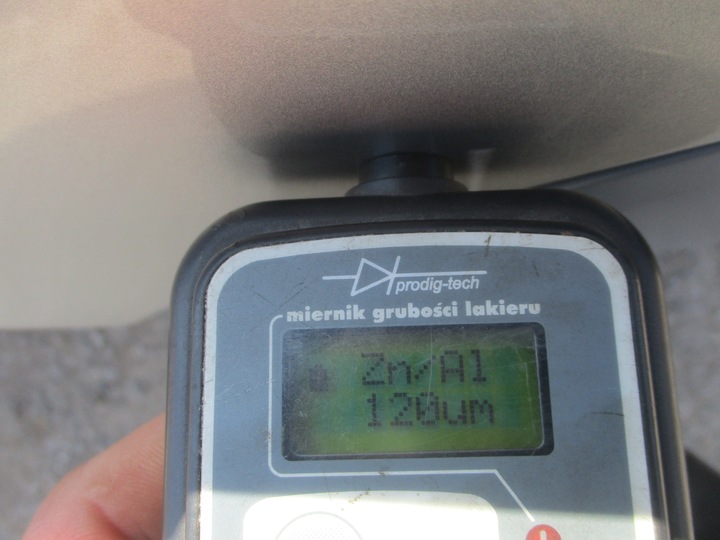 prodig-tech
miernik grubości lakieru
Zn/Al
120um